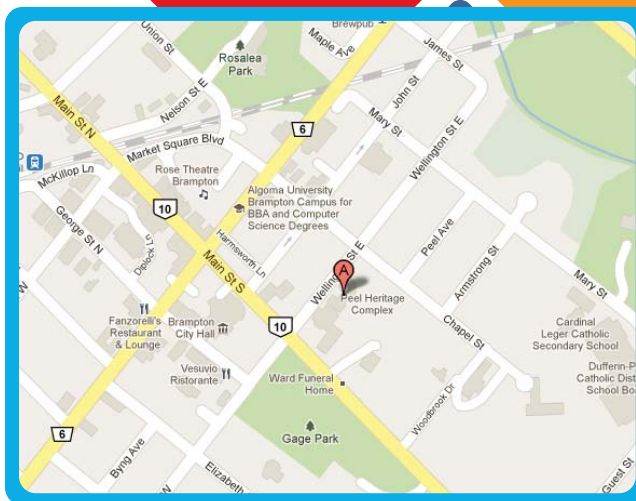 Brewpub
Union St
Maple Ave
James St
Rosalea
Park
Main St N
Nelson St E
John St
6
Mary St
Wellington St E
Market Square Blvd
McKillop Ln
Rose Theatre
Brampton
Algoma University
Brampton Campus for
BBA and Computer
Science Degrees
10
George St N
Diplock Ln
Harmsworth Ln
Main St S
Peel Ave
Armstrong St
Mary St
Wellington St E
A
Peel Heritage
Complex
Fanzorelli's
Restaurant
& Lounge
Brampton
City Hall
10
Chapel St
Cardinal
Leger Catholic
Secondary School
Vesuvio
Ristorante
Ward Funeral
Home
Dufferin-P
Catholic Dist
School Boa
Woodbrook Dr
Gage Park
6
Byng Ave
Elizabeth
Guest St